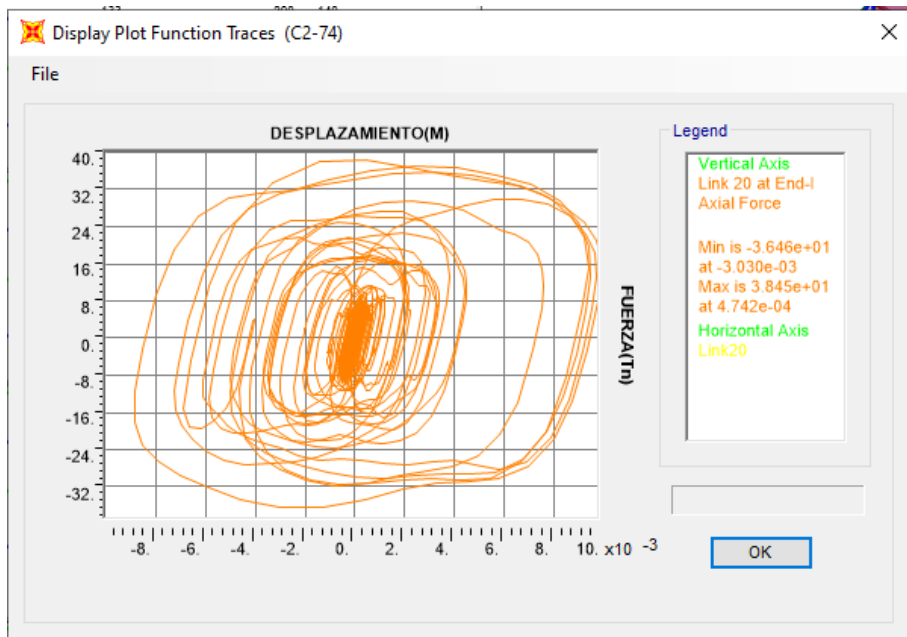 Display Plot Function Traces (C2-74)
File
DESPLAZAMIENTO(M)
40.
32.
24.
16.
8.
0.
-8.
-16.
-24.
-32.
-8. -6. -4. -2. 0. 2. 4. 6. 8. 10. x10 -3
FUERZA(Tn)
Legend
Vertical Axis
Link 20 at End-I
Axial Force
Min is -3.646e+01
at -3.030e-03
Max is 3.845e+01
at 4.742e-04
Horizontal Axis
Link20
OK